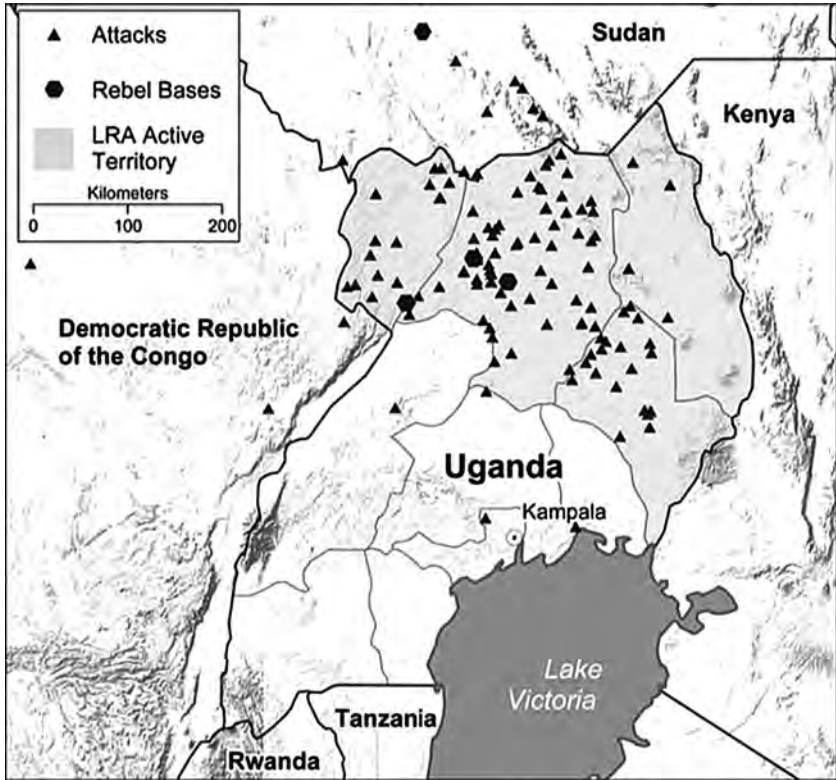 Attacks
Rebel Bases
LRA Active
Territory
Kilometers
0 100 200
Sudan
Kenya
Democratic Republic
of the Congo
Uganda
Kampala
Lake
Victoria
Tanzania
Rwanda